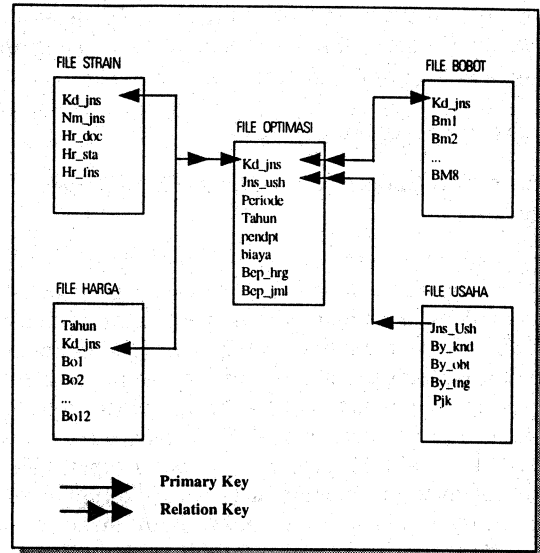 FILE STRAIN
Kd_jns
Nm_jns
Hr_doc
Hr_sta
Hr_fns
FILE HARGA
Tahun
Kd_jns
Bo1
Bo2
...
Bo12
FILE OPTIMASI
Kd_jns
Jns_ush
Periode
Tahun
pendpt
biaya
Bep_hrg
Bep_jml
FILE BOBOT
Kd_jns
Bm1
Bm2
...
BM8
FILE USAHA
Jns_Ush
By_knd
By_obt
By_tng
Pjk
Primary Key
Relation Key